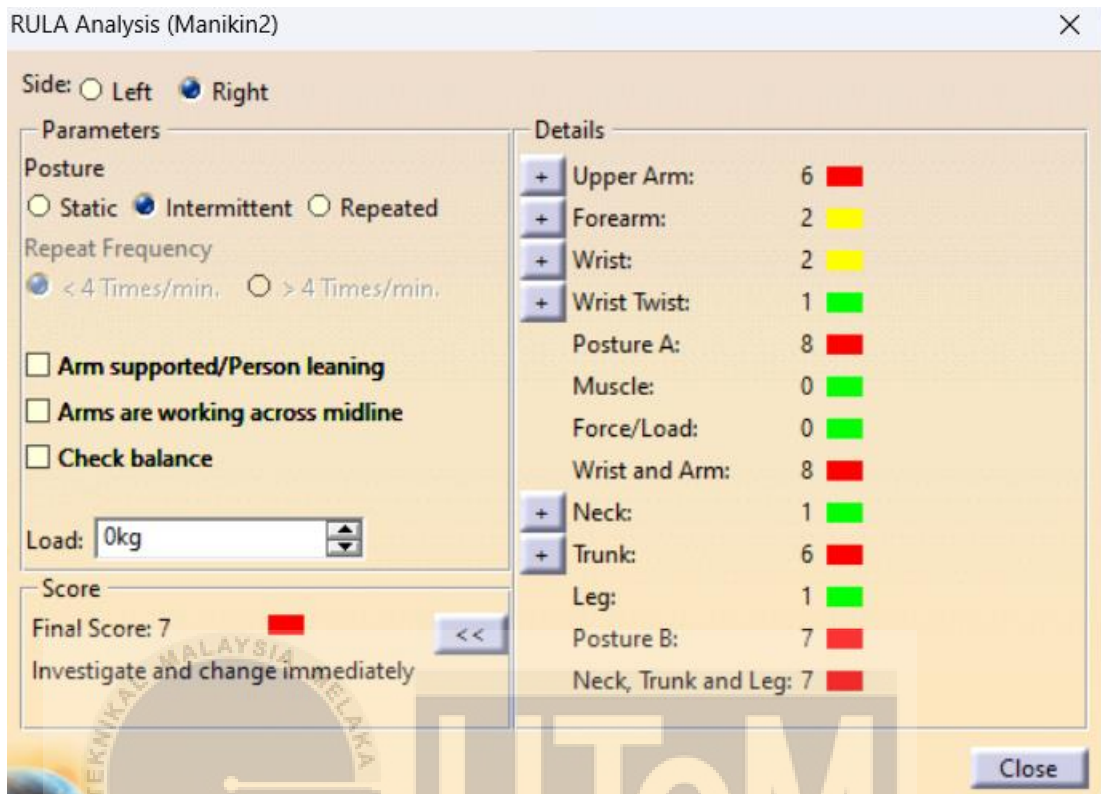 RULA Analysis (Manikin2)
Side: Left Right
Parameters
Posture
Static Intermittent Repeated
Repeat Frequency
< 4 Times/min. > 4 Times/min.
Arm supported/Person leaning
Arms are working across midline
Check balance
Load: 0kg
Score
Final Score: 7
<<
Investigate and change immediately
Details
+ Upper Arm: 6
+ Forearm: 2
+ Wrist: 2
+ Wrist Twist: 1
Posture A: 8
Muscle: 0
Force/Load: 0
Wrist and Arm: 8
+ Neck: 1
+ Trunk: 6
Leg: 1
Posture B: 7
Neck, Trunk and Leg: 7
Close
TEKNIKAL MALAYSIA MELAKA
UTeM